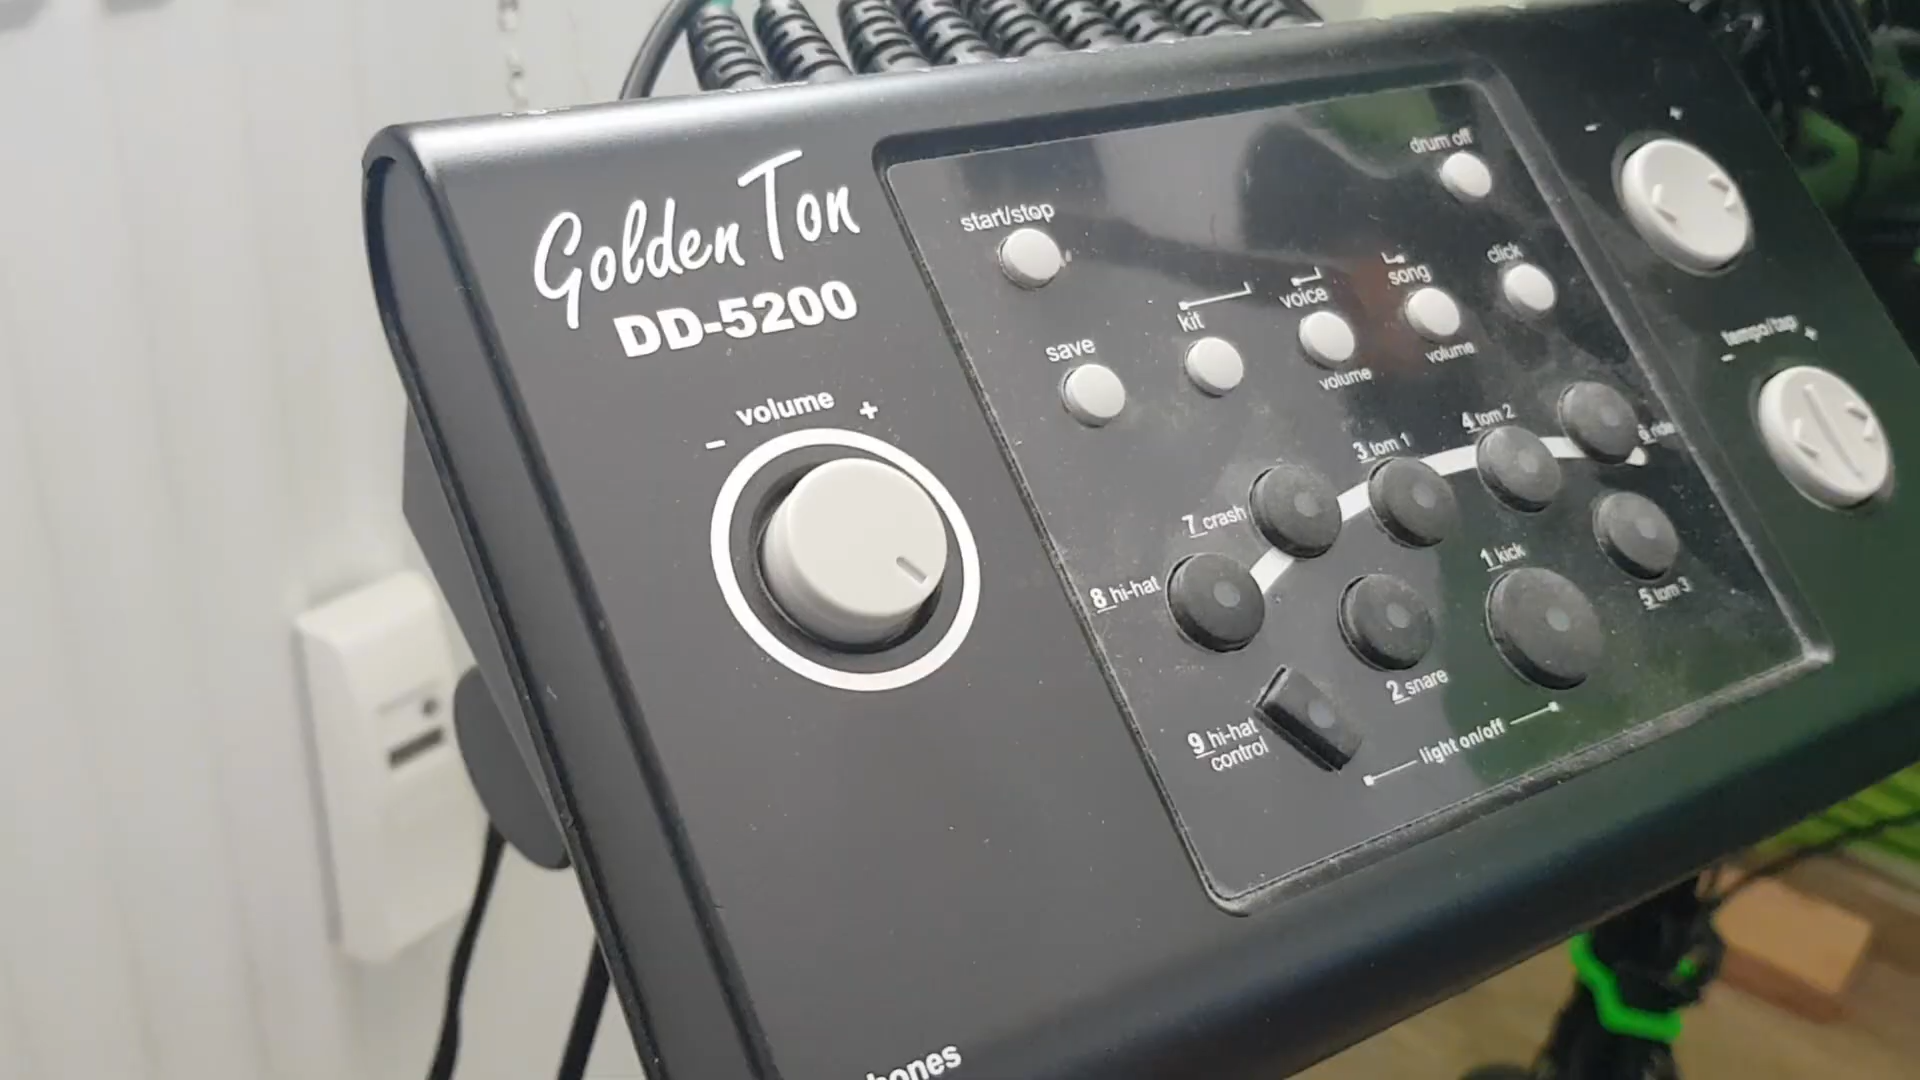 Golden Ton
DD-5200
- volume +
start/stop
save
kit
voice
volume
song
volume
click
drum off
- +
tempo/tap
- +
7 crash
3 tom 1
4 tom 2
6 ride
8 hi-hat
2 snare
1 kick
5 tom 3
9 hi-hat
control
light on/off